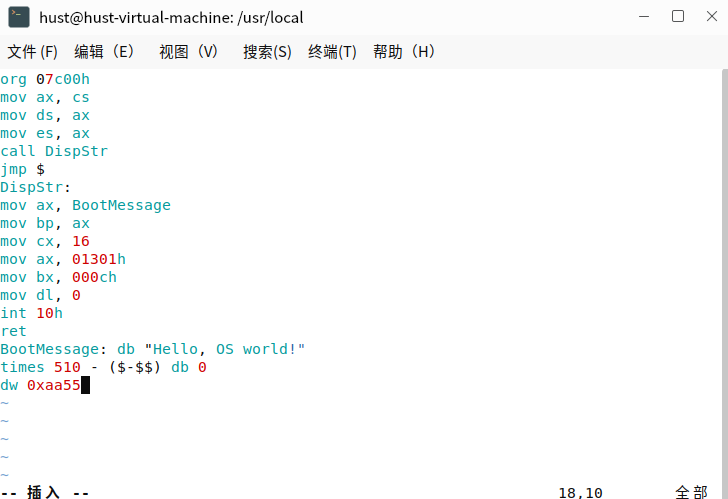 hust@hust-virtual-machine: /usr/local
文件(F) 编辑（E） 视图（V） 搜索(S) 终端(T) 帮助（H）
org 07c00h
mov ax, cs
mov ds, ax
mov es, ax
call DispStr
jmp $
DispStr:
mov ax, BootMessage
mov bp, ax
mov cx, 16
mov ax, 01301h
mov bx, 000ch
mov dl, 0
int 10h
ret
BootMessage: db "Hello, OS world!"
times 510 - ($-$$) db 0
dw 0xaa55
~
~
~
~
~
-- 插入 -- 18,10 全部